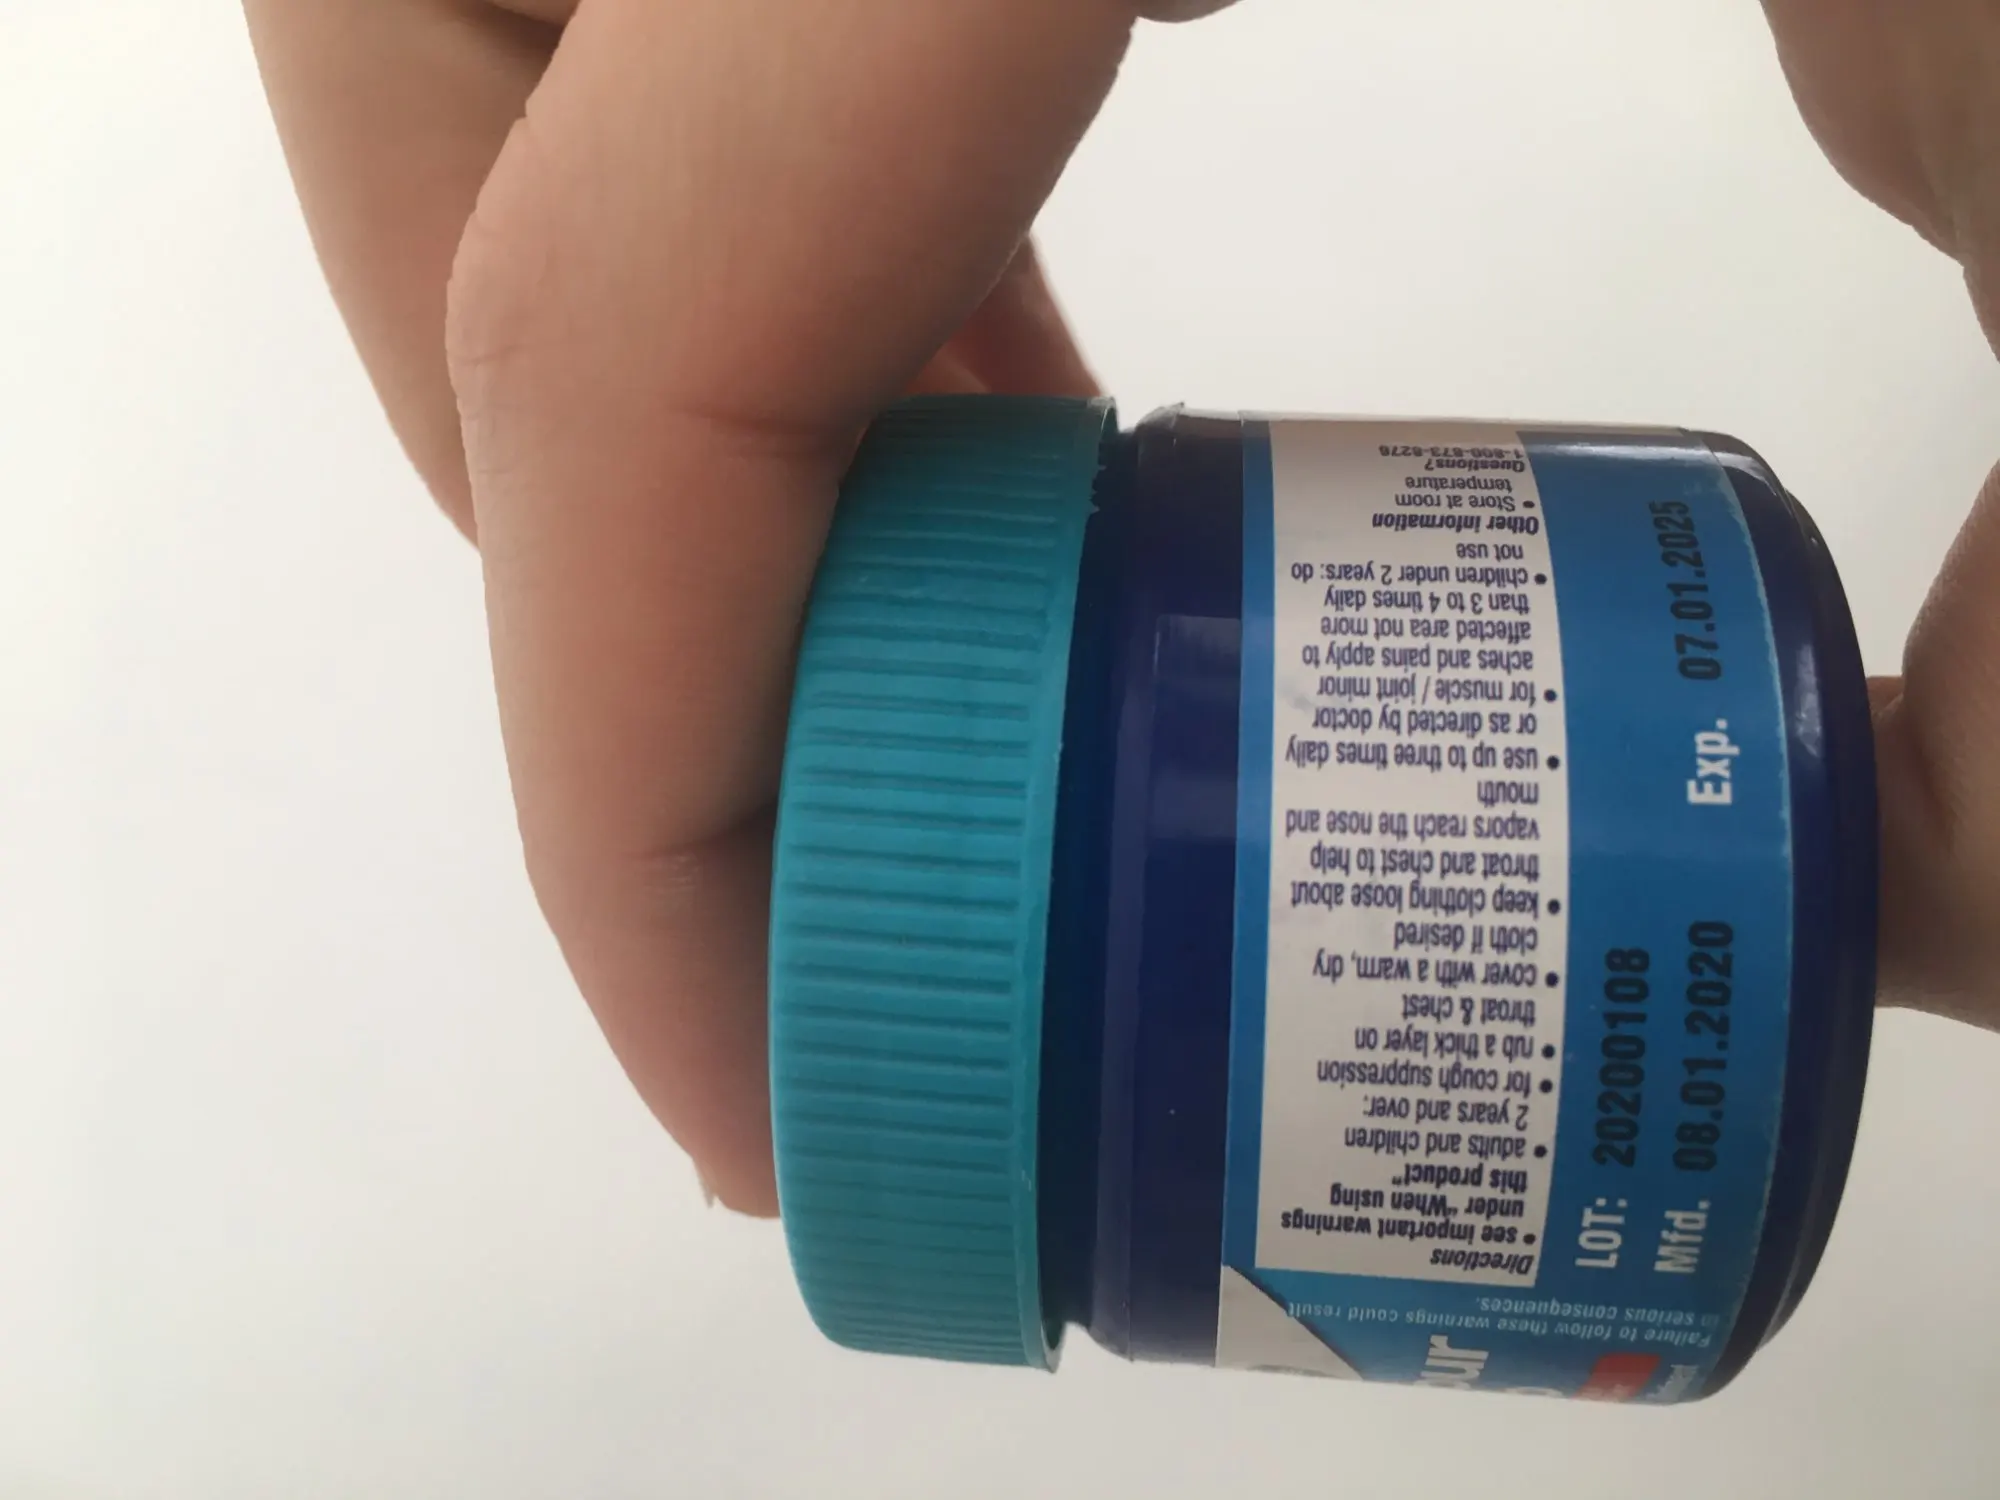 Directions
• see important warnings
under "When using
this product"
• adults and children
2 years and over:
• for cough suppression
• rub a thick layer on
throat & chest
• cover with a warm, dry
cloth if desired
• keep clothing loose about
throat and chest to help
vapors reach the nose and
mouth
• use up to three times daily
or as directed by doctor
• for muscle / joint minor
aches and pains apply to
affected area not more
than 3 to 4 times daily
• children under 2 years: do
not use
Other information
• Store at room
temperature
Questions?
1-800-873-8276
LOT: 20200108
Mfd. 08.01.2020 Exp. 07.01.2025
Failure to follow these warnings could result
in serious consequences.